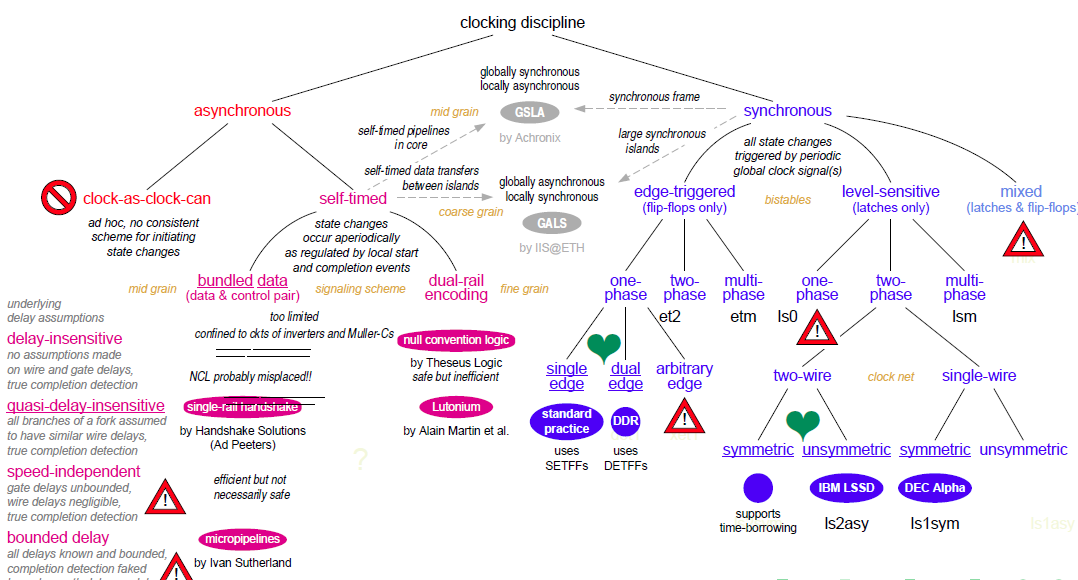 clocking discipline
globally synchronous
locally asynchronous
mid grain
GSLA
by Achronix
synchronous frame
asynchronous
synchronous
self-timed pipelines
in core
large synchronous
islands
all state changes
triggered by periodic
global clock signal(s)
self-timed data transfers
between islands
globally asynchronous
locally synchronous
coarse grain
GALS
by IIS@ETH
clock-as-clock-can
ad hoc, no consistent
scheme for initiating
state changes
self-timed
state changes
occur aperiodically
as regulated by local start
and completion events
edge-triggered
(flip-flops only)
bistables
level-sensitive
(latches only)
mixed
(latches & flip-flops)
!
mid grain
bundled data
(data & control pair)
signaling scheme
dual-rail
encoding
fine grain
one-
phase
two-
phase
et2
multi-
phase
etm
one-
phase
ls0
!
two-
phase
multi-
phase
lsm
underlying
delay assumptions
too limited
confined to ckts of inverters and Muller-Cs
delay-insensitive
no assumptions made
on wire and gate delays,
true completion detection
NCL probably misplaced!!
null convention logic
by Theseus Logic
safe but inefficient
single
edge
dual
edge
arbitrary
edge
!
two-wire
clock net
single-wire
quasi-delay-insensitive
all branches of a fork assumed
to have similar wire delays,
true completion detection
single-rail handshake
by Handshake Solutions
(Ad Peeters)
Lutonium
by Alain Martin et al.
standard
practice
uses
SETFFs
DDR
uses
DETFFs
symmetric
unsymmetric
symmetric
unsymmetric
?
speed-independent
gate delays unbounded,
wire delays negligible,
true completion detection
!
efficient but not
necessarily safe
supports
time-borrowing
IBM LSSD
ls2asy
DEC Alpha
ls1sym
ls1asy
bounded delay
all delays known and bounded,
completion detection faked
!
micropipelines
by Ivan Sutherland